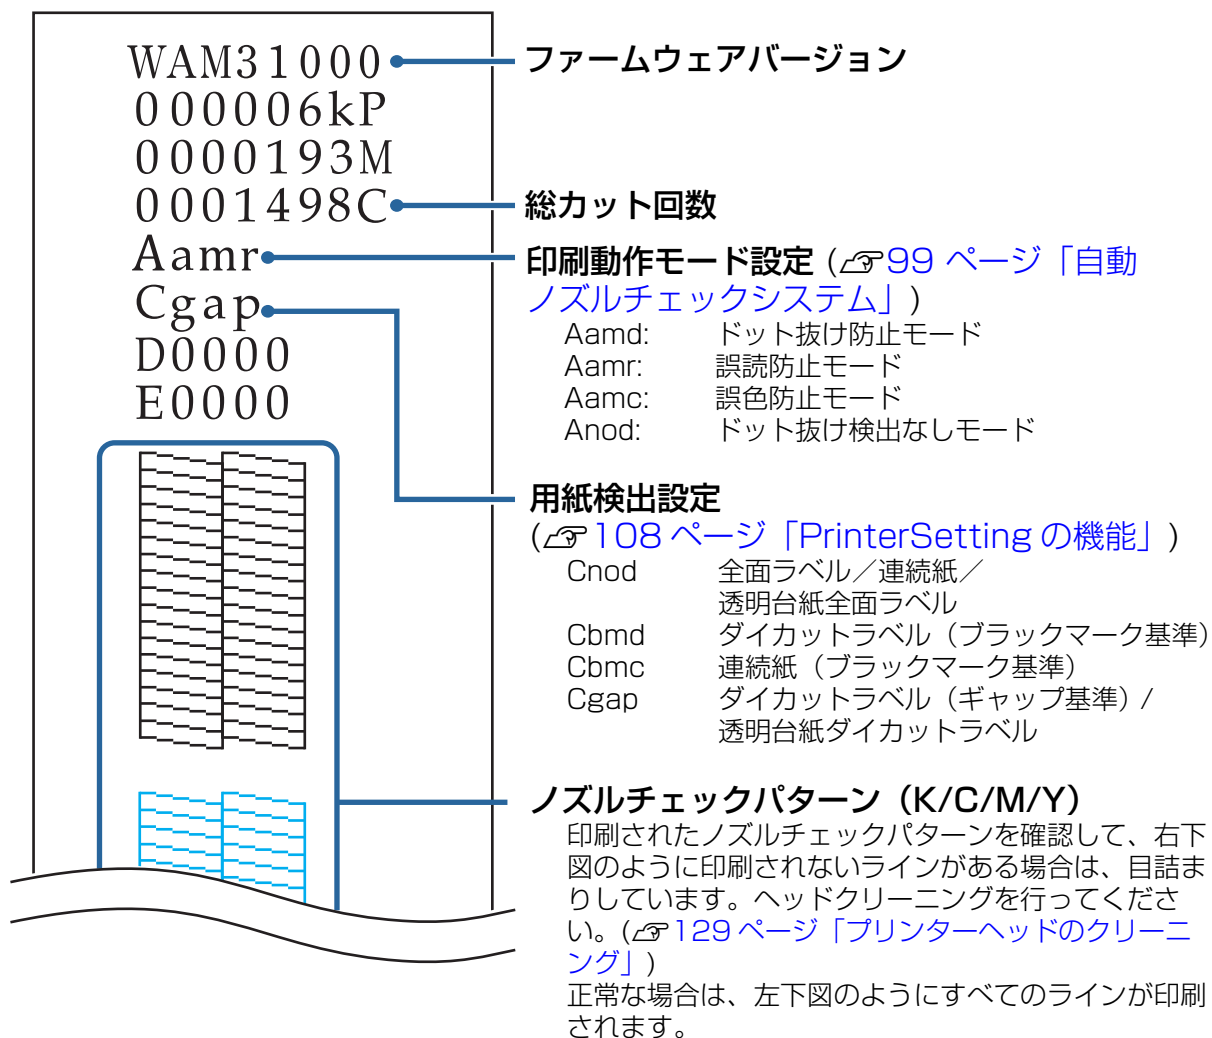 WAM31000
000006kP
0000193M
0001498C
Aamr
Cgap
D0000
E0000
ファームウェアバージョン
総カット回数
印刷動作モード設定 (☞99 ページ「自動
ノズルチェックシステム」)
Aamd: ドット抜け防止モード
Aamr: 誤読防止モード
Aamc: 誤色防止モード
Anod: ドット抜け検出なしモード
用紙検出設定
(☞108 ページ「PrinterSetting の機能」)
Cnod 全面ラベル／連続紙／
透明台紙全面ラベル
Cbmd ダイカットラベル（ブラックマーク基準）
Cbmc 連続紙（ブラックマーク基準）
Cgap ダイカットラベル（ギャップ基準）/
透明台紙ダイカットラベル
ノズルチェックパターン（K/C/M/Y）
印刷されたノズルチェックパターンを確認して、右下
図のように印刷されないラインがある場合は、目詰ま
りしています。ヘッドクリーニングを行ってくださ
い。(☞129 ページ「プリンターヘッドのクリーニ
ング」)
正常な場合は、左下図のようにすべてのラインが印刷
されます。